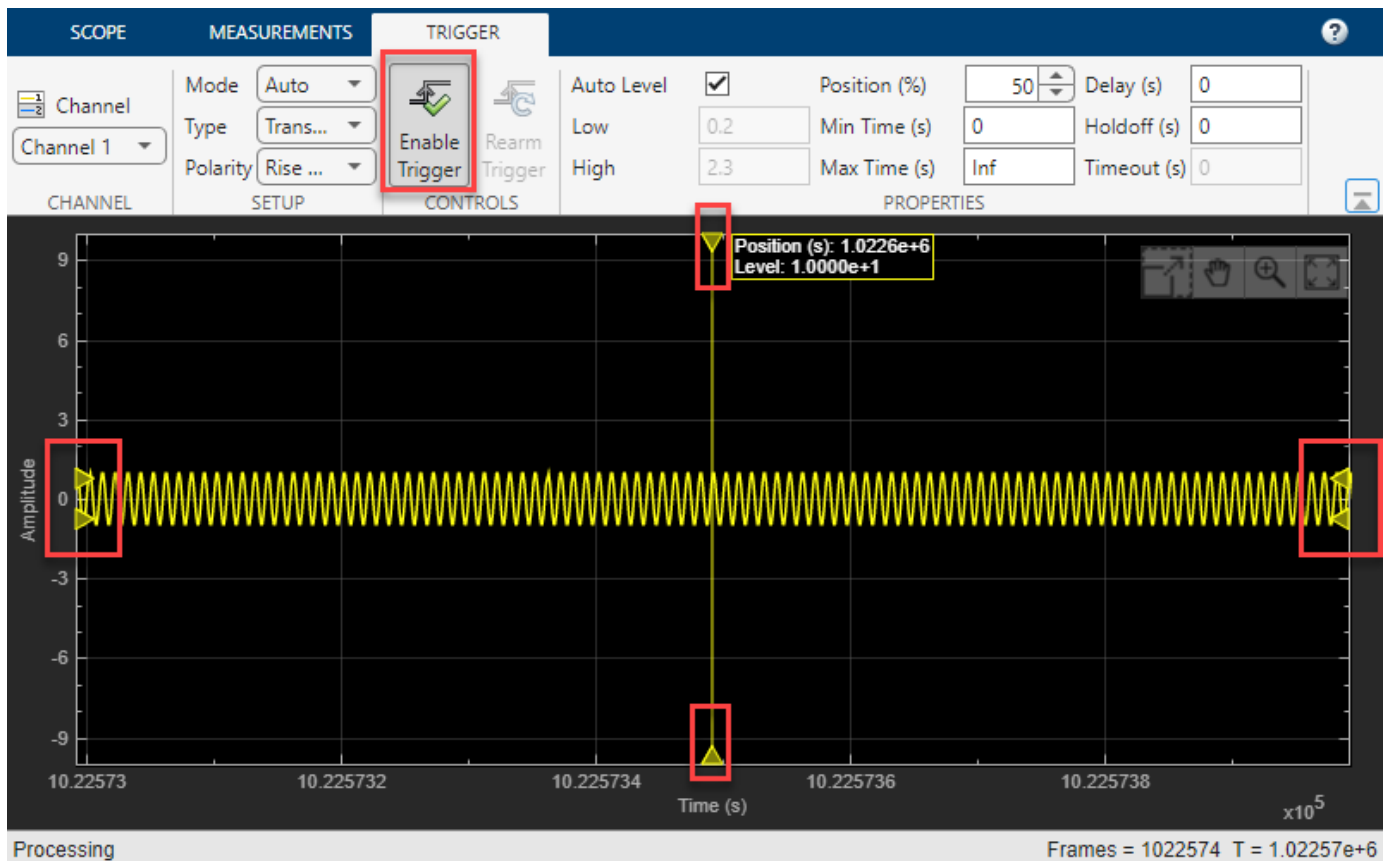 SCOPE MEASUREMENTS TRIGGER ?
Channel
Channel 1
CHANNEL
Mode Auto
Type Trans...
Polarity Rise ...
SETUP
Enable
Trigger
Rearm
Trigger
CONTROLS
Auto Level
Low 0.2
High 2.3
Position (%) 50
Min Time (s) 0
Max Time (s) Inf
Delay (s) 0
Holdoff (s) 0
Timeout (s) 0
PROPERTIES
Position (s): 1.0226e+6
Level: 1.0000e+1
Amplitude
9
6
3
0
-3
-6
-9
10.22573 10.225732 10.225734 10.225736 10.225738
Time (s)
x10^5
Processing Frames = 1022574 T = 1.02257e+6